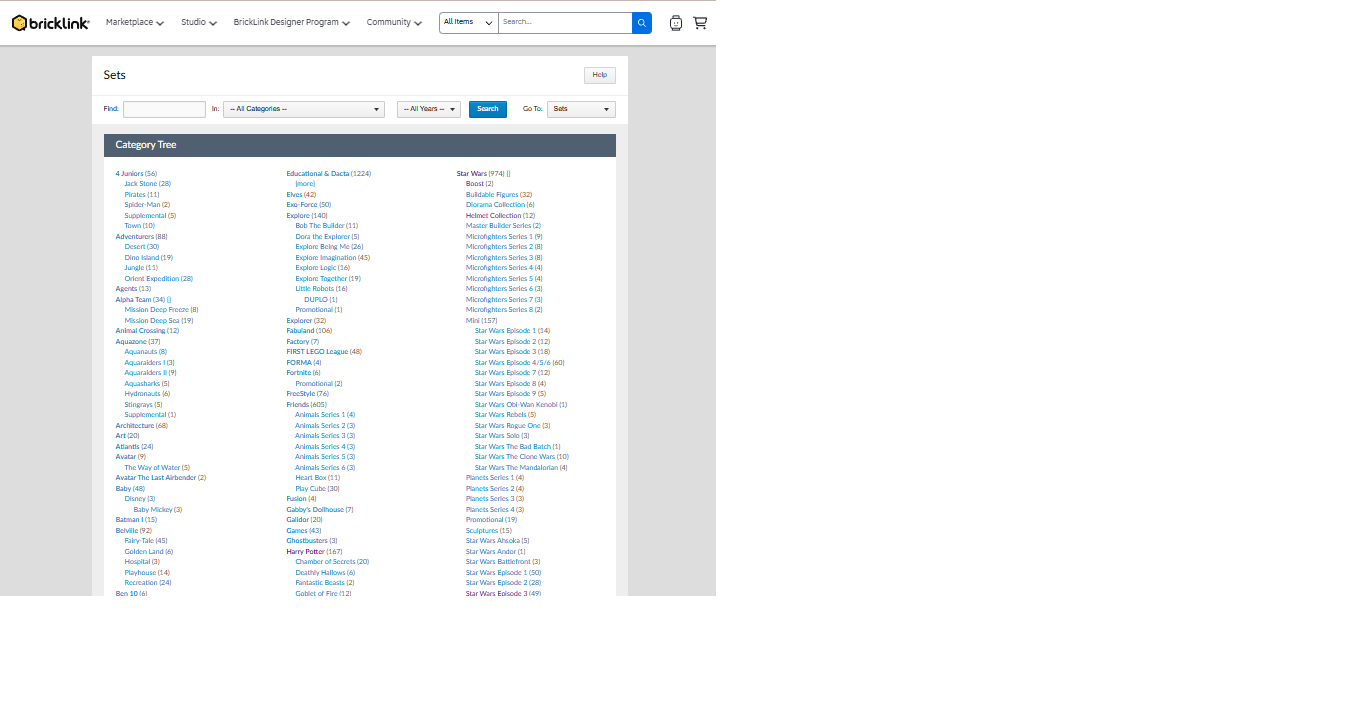 bricklink Marketplace Studio BrickLink Designer Program Community All Items Search...
Sets Help
Find: In: -- All Categories -- -- All Years -- Search Go To: Sets
Category Tree
4 Juniors (56)
Jack Stone (28)
Pirates (11)
Spider-Man (2)
Supplemental (5)
Town (10)
Adventurers (88)
Desert (30)
Dino Island (19)
Jungle (11)
Orient Expedition (28)
Agents (13)
Alpha Team (34) []
Mission Deep Freeze (8)
Mission Deep Sea (19)
Animal Crossing (12)
Aquazone (37)
Aquanauts (8)
Aquaraiders I (3)
Aquaraiders II (9)
Aquasharks (5)
Hydronauts (6)
Stingrays (5)
Supplemental (1)
Architecture (68)
Art (20)
Atlantis (24)
Avatar (9)
The Way of Water (5)
Avatar The Last Airbender (2)
Baby (48)
Disney (3)
Baby Mickey (3)
Batman I (15)
Belville (92)
Fairy-Tale (45)
Golden Land (6)
Hospital (3)
Playhouse (14)
Recreation (24)
Ben 10 (6)
Educational & Dacta (1224)
[more]
Elves (42)
Exo-Force (50)
Explore (140)
Bob The Builder (11)
Dora the Explorer (5)
Explore Being Me (26)
Explore Imagination (45)
Explore Logic (16)
Explore Together (19)
Little Robots (16)
DUPLO (1)
Promotional (1)
Explorer (32)
Fabuland (106)
Factory (7)
FIRST LEGO League (48)
FORMA (4)
Fortnite (6)
Promotional (2)
FreeStyle (76)
Friends (605)
Animals Series 1 (4)
Animals Series 2 (3)
Animals Series 3 (3)
Animals Series 4 (3)
Animals Series 5 (3)
Animals Series 6 (3)
Heart Box (11)
Play Cube (30)
Fusion (4)
Gabby's Dollhouse (7)
Galidor (20)
Games (43)
Ghostbusters (3)
Harry Potter (167)
Chamber of Secrets (20)
Deathly Hallows (6)
Fantastic Beasts (2)
Goblet of Fire (12)
Star Wars (974) []
Boost (2)
Buildable Figures (32)
Diorama Collection (6)
Helmet Collection (12)
Master Builder Series (2)
Microfighters Series 1 (9)
Microfighters Series 2 (8)
Microfighters Series 3 (8)
Microfighters Series 4 (4)
Microfighters Series 5 (4)
Microfighters Series 6 (3)
Microfighters Series 7 (3)
Microfighters Series 8 (2)
Mini (157)
Star Wars Episode 1 (14)
Star Wars Episode 2 (12)
Star Wars Episode 3 (18)
Star Wars Episode 4/5/6 (60)
Star Wars Episode 7 (12)
Star Wars Episode 8 (4)
Star Wars Episode 9 (5)
Star Wars Obi-Wan Kenobi (1)
Star Wars Rebels (5)
Star Wars Rogue One (3)
Star Wars Solo (3)
Star Wars The Bad Batch (1)
Star Wars The Clone Wars (10)
Star Wars The Mandalorian (4)
Planets Series 1 (4)
Planets Series 2 (4)
Planets Series 3 (3)
Planets Series 4 (3)
Promotional (19)
Sculptures (15)
Star Wars Ahsoka (5)
Star Wars Andor (1)
Star Wars Battlefront (3)
Star Wars Episode 1 (50)
Star Wars Episode 2 (28)
Star Wars Episode 3 (49)